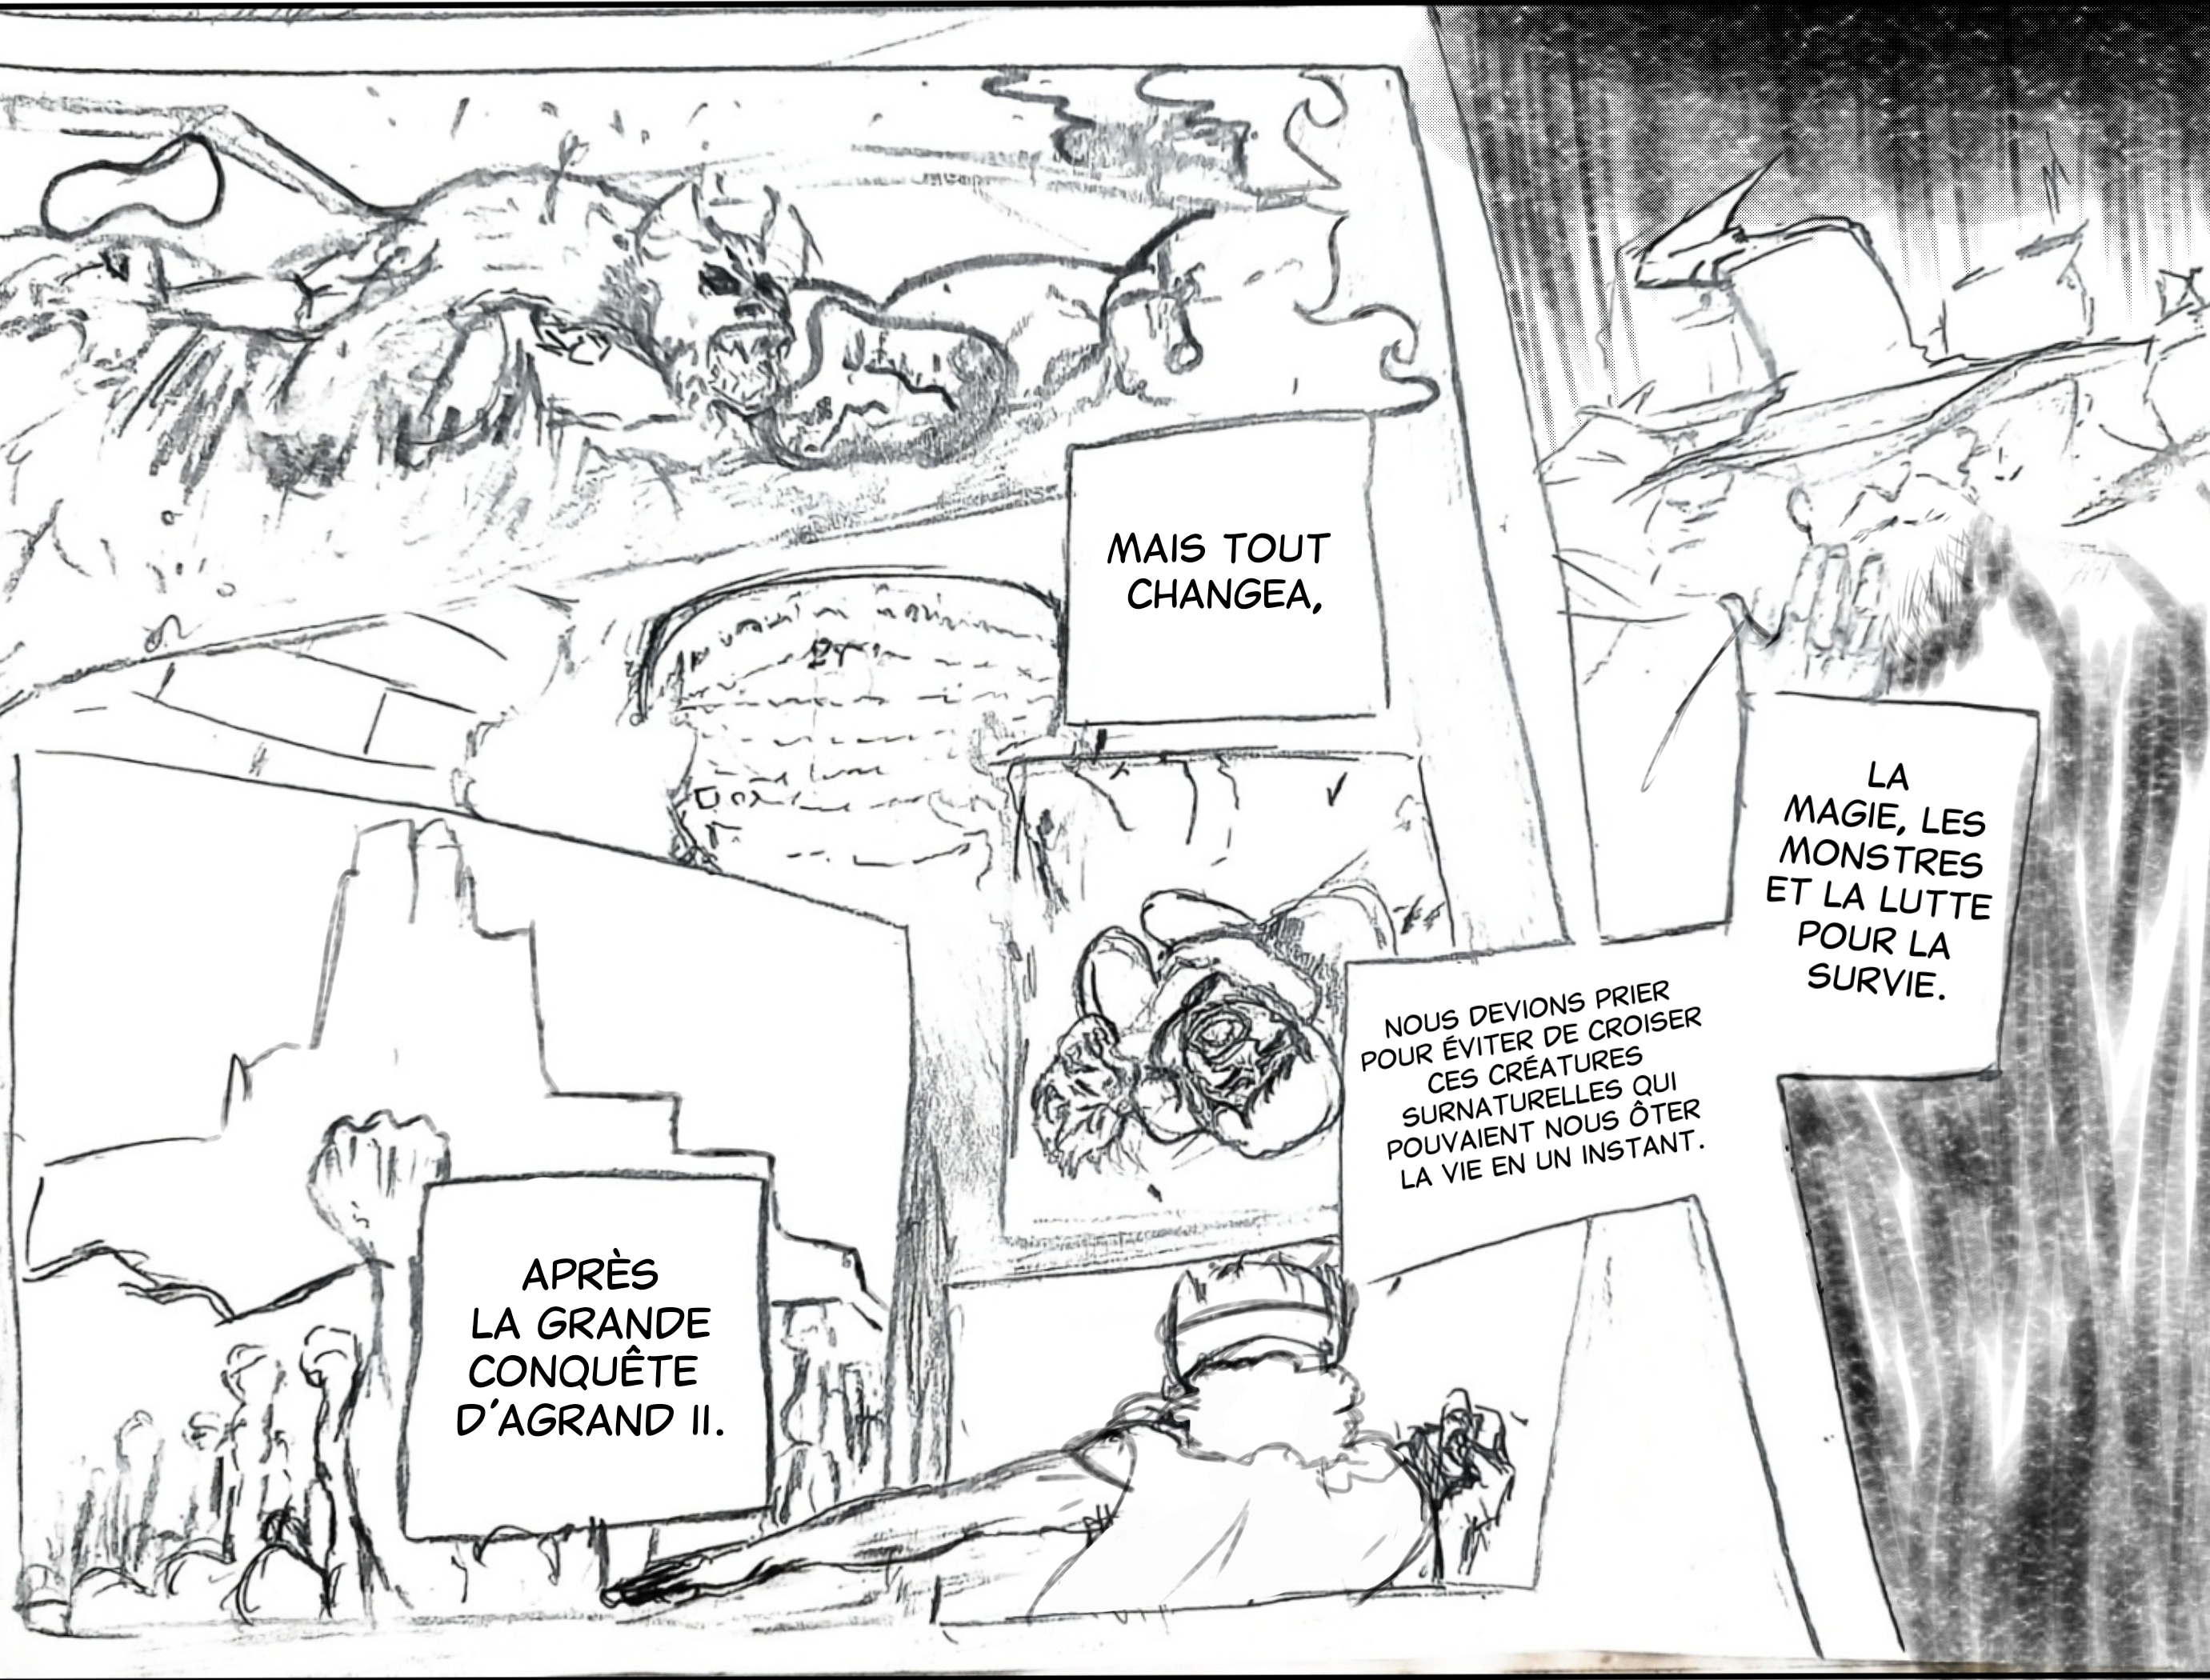 LA
MAGIE, LES
MONSTRES
ET LA LUTTE
POUR LA
SURVIE.
NOUS DEVIONS PRIER
POUR ÉVITER DE CROISER
CES CRÉATURES
SURNATURELLES QUI
POUVAIENT NOUS ÔTER
LA VIE EN UN INSTANT.
MAIS TOUT
CHANGEA,
APRÈS
LA GRANDE
CONQUÊTE
D'AGRAND II.